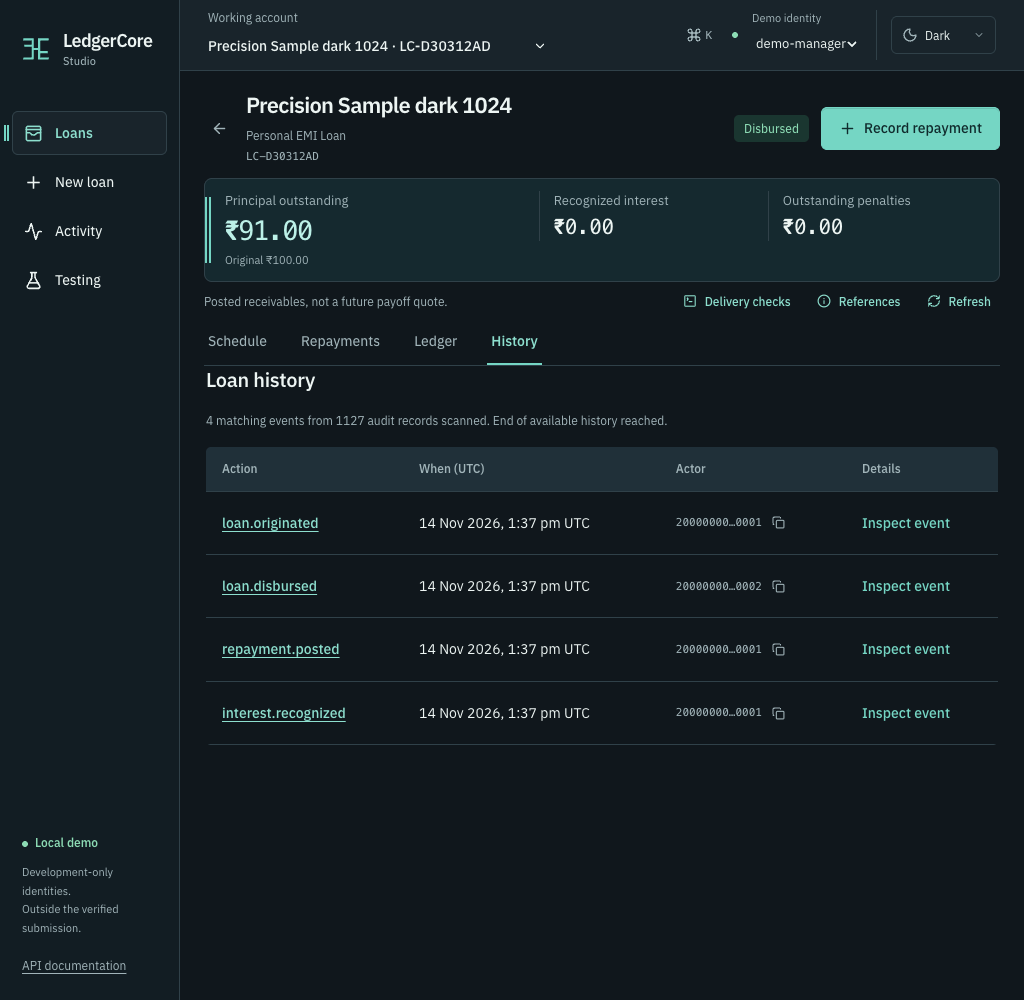 LedgerCore
Studio
Loans
New loan
Activity
Testing
Local demo
Development-only
identities.
Outside the verified
submission.
API documentation
Working account
Precision Sample dark 1024 · LC-D30312AD
⌘ K
Demo identity
demo-manager
Dark
Precision Sample dark 1024
Personal EMI Loan
LC-D30312AD
Disbursed
Record repayment
Principal outstanding
₹91.00
Original ₹100.00
Recognized interest
₹0.00
Outstanding penalties
₹0.00
Posted receivables, not a future payoff quote.
Delivery checks
References
Refresh
Schedule Repayments Ledger History
Loan history
4 matching events from 1127 audit records scanned. End of available history reached.
Action When (UTC) Actor Details
loan.originated 14 Nov 2026, 1:37 pm UTC 20000000…0001 Inspect event
loan.disbursed 14 Nov 2026, 1:37 pm UTC 20000000…0002 Inspect event
repayment.posted 14 Nov 2026, 1:37 pm UTC 20000000…0001 Inspect event
interest.recognized 14 Nov 2026, 1:37 pm UTC 20000000…0001 Inspect event